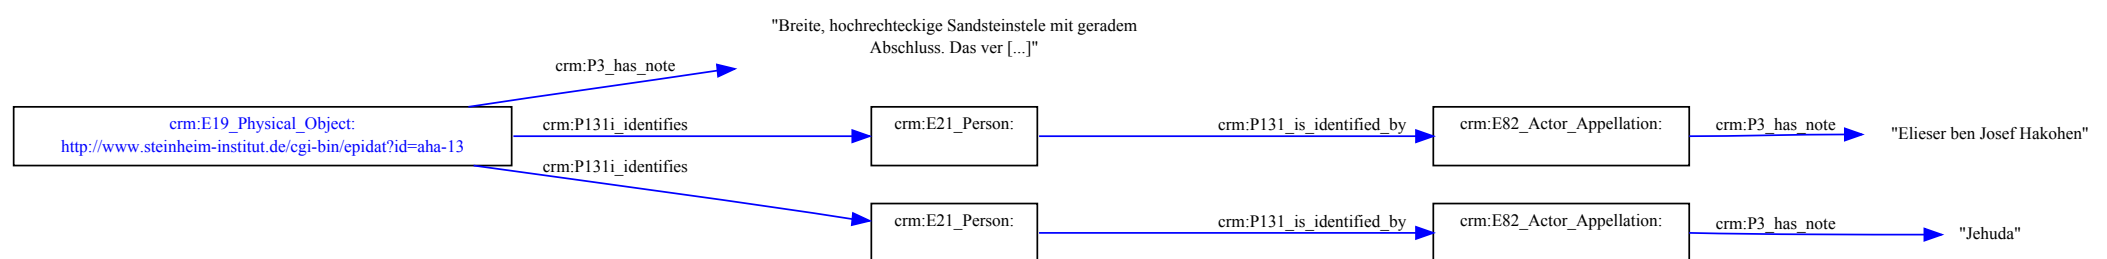 "Breite, hochrechteckige Sandsteinstele mit geradem
Abschluss. Das ver [...]"
crm:P3_has_note
crm:E19_Physical_Object:
http://www.steinheim-institut.de/cgi-bin/epidat?id=aha-13
crm:P131i_identifies
crm:E21_Person:
crm:P131_is_identified_by
crm:E82_Actor_Appellation:
crm:P3_has_note
"Elieser ben Josef Hakohen"
crm:P131i_identifies
crm:E21_Person:
crm:P131_is_identified_by
crm:E82_Actor_Appellation:
crm:P3_has_note
"Jehuda"